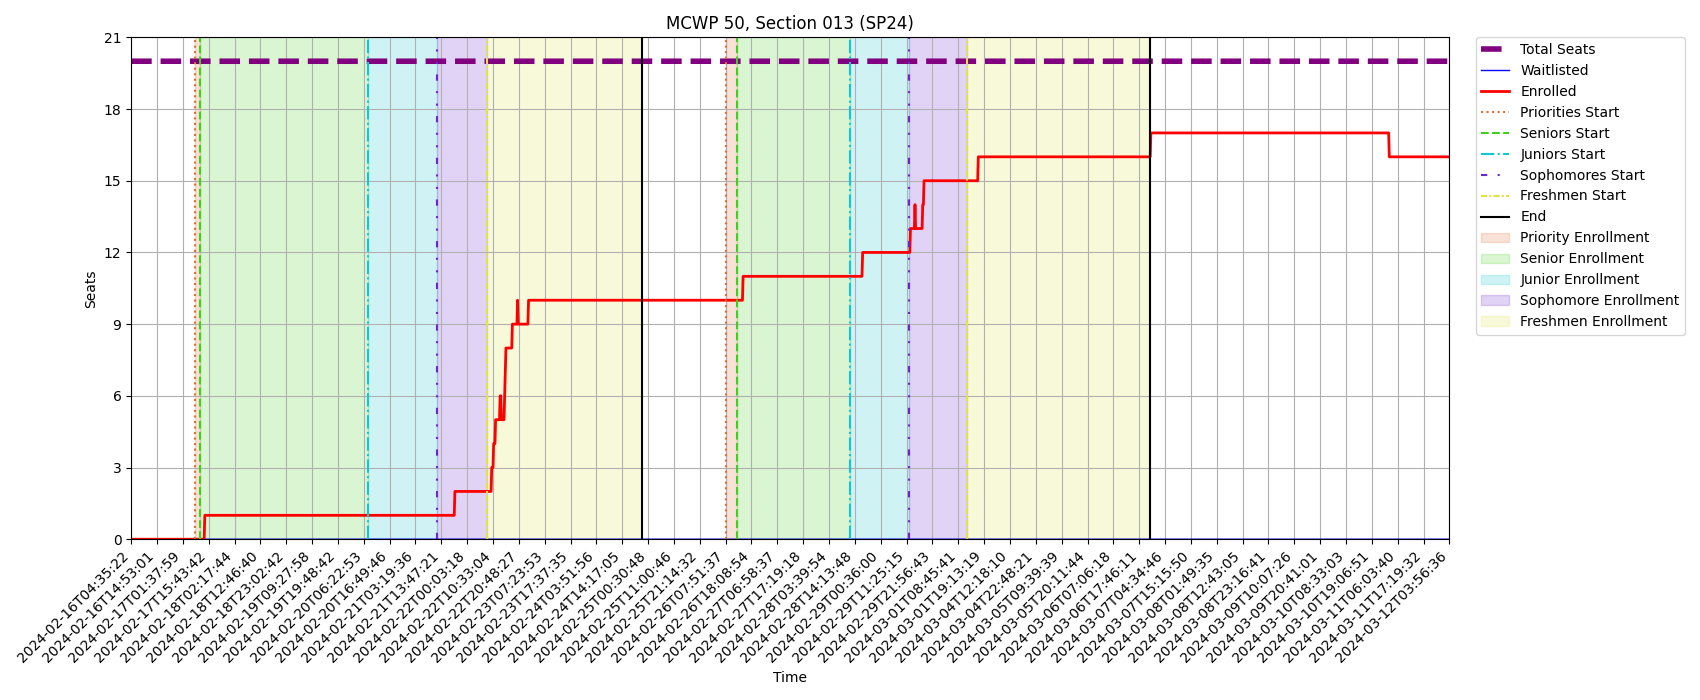 MCWP 50, Section 013 (SP24)
21
18
15
12
9
6
3
0
Seats
2024-02-16T04:35:22
2024-02-16T14:53:01
2024-02-17T01:37:59
2024-02-17T15:43:42
2024-02-18T02:17:44
2024-02-18T12:46:40
2024-02-18T23:02:42
2024-02-19T09:27:58
2024-02-19T19:48:42
2024-02-20T06:22:53
2024-02-20T16:49:46
2024-02-21T03:19:36
2024-02-21T13:47:21
2024-02-22T00:03:18
2024-02-22T10:33:04
2024-02-22T20:48:27
2024-02-23T07:23:53
2024-02-23T17:37:35
2024-02-24T03:51:56
2024-02-24T14:17:05
2024-02-25T00:30:48
2024-02-25T11:00:46
2024-02-25T21:14:32
2024-02-26T07:51:37
2024-02-26T18:08:54
2024-02-27T06:58:37
2024-02-27T17:19:18
2024-02-28T03:39:54
2024-02-28T14:13:48
2024-02-29T00:36:00
2024-02-29T11:25:15
2024-02-29T21:56:43
2024-03-01T08:45:41
2024-03-01T19:13:19
2024-03-04T12:18:10
2024-03-04T22:48:21
2024-03-05T09:39:39
2024-03-05T20:11:44
2024-03-06T07:06:18
2024-03-06T17:46:11
2024-03-07T04:34:46
2024-03-07T15:15:50
2024-03-08T01:49:35
2024-03-08T12:43:05
2024-03-08T23:16:41
2024-03-09T10:07:26
2024-03-09T20:41:01
2024-03-10T08:33:03
2024-03-10T19:06:51
2024-03-11T06:03:40
2024-03-11T17:19:32
2024-03-12T03:56:36
Time
Total Seats
Waitlisted
Enrolled
Priorities Start
Seniors Start
Juniors Start
Sophomores Start
Freshmen Start
End
Priority Enrollment
Senior Enrollment
Junior Enrollment
Sophomore Enrollment
Freshmen Enrollment